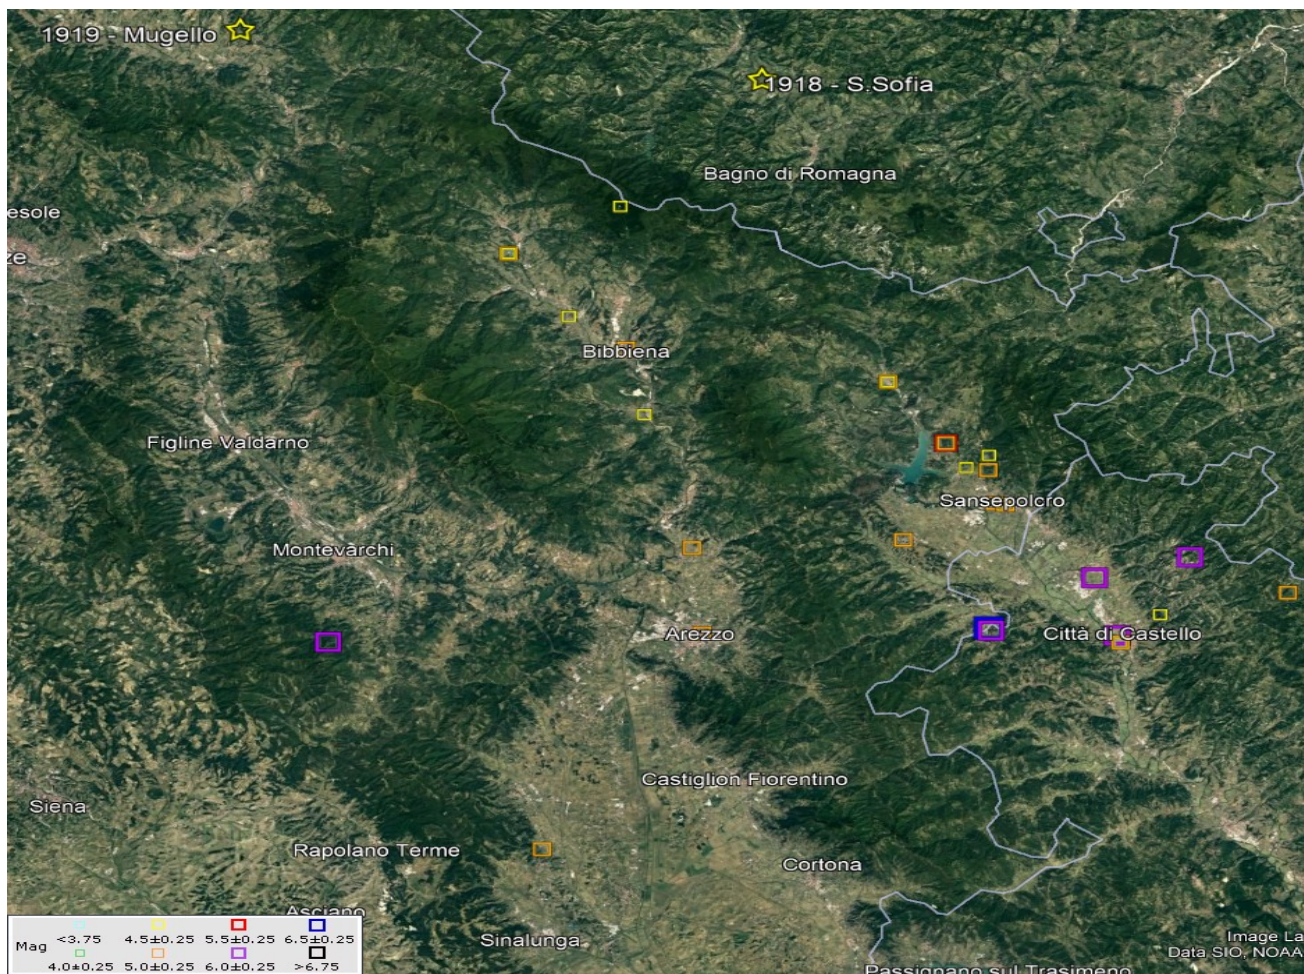 1919 - Mugello
1918 - S.Sofia
Bagno di Romagna
esole
ze
Bibbiena
Figline Valdarno
Sansepolcro
Montevarchi
Arezzo
Città di Castello
Castiglion Fiorentino
Siena
Rapolano Terme
Cortona
Asciano
Sinalunga
Image La
Data SIO, NOAA
Passignano sul Trasimeno
Mag <3.75 4.5±0.25 5.5±0.25 6.5±0.25
4.0±0.25 5.0±0.25 6.0±0.25 >6.75